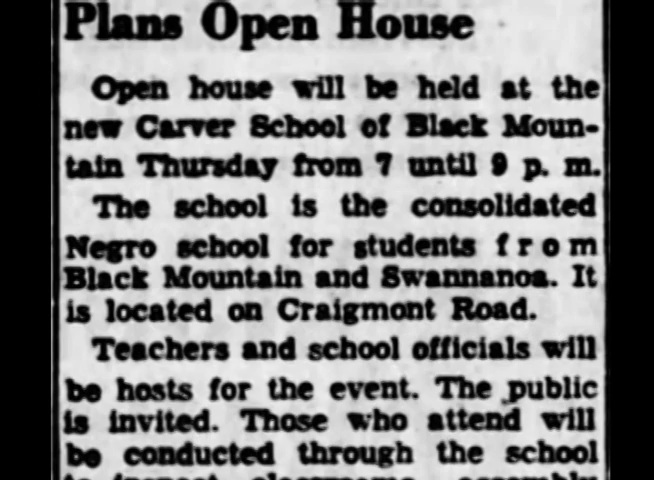 Plans Open House
Open house will be held at the
new Carver School of Black Moun-
tain Thursday from 7 until 9 p. m.
The school is the consolidated
Negro school for students from
Black Mountain and Swannanoa. It
is located on Craigmont Road.
Teachers and school officials will
be hosts for the event. The public
is invited. Those who attend will
be conducted through the school